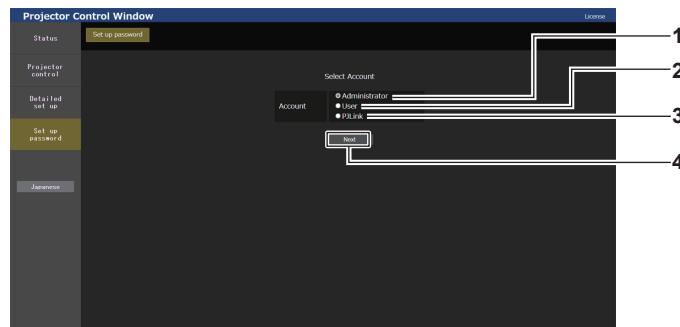 Projector Control Window
License
Status
Set up password
Projector
control
Detailed
set up
Set up
password
Japanese
Select Account
Account
Administrator
User
PJLink
Next
1
2
3
4